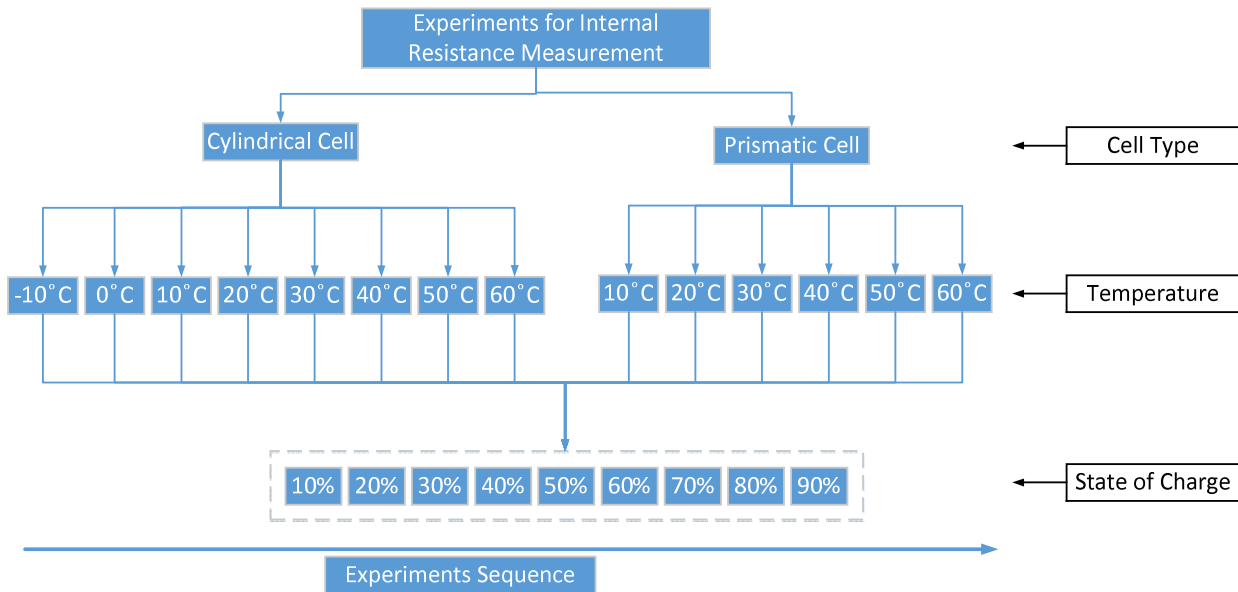 Experiments for Internal
Resistance Measurement
Cylindrical Cell
Prismatic Cell
Cell Type
-10°C 0°C 10°C 20°C 30°C 40°C 50°C 60°C
10°C 20°C 30°C 40°C 50°C 60°C
Temperature
10% 20% 30% 40% 50% 60% 70% 80% 90%
State of Charge
Experiments Sequence